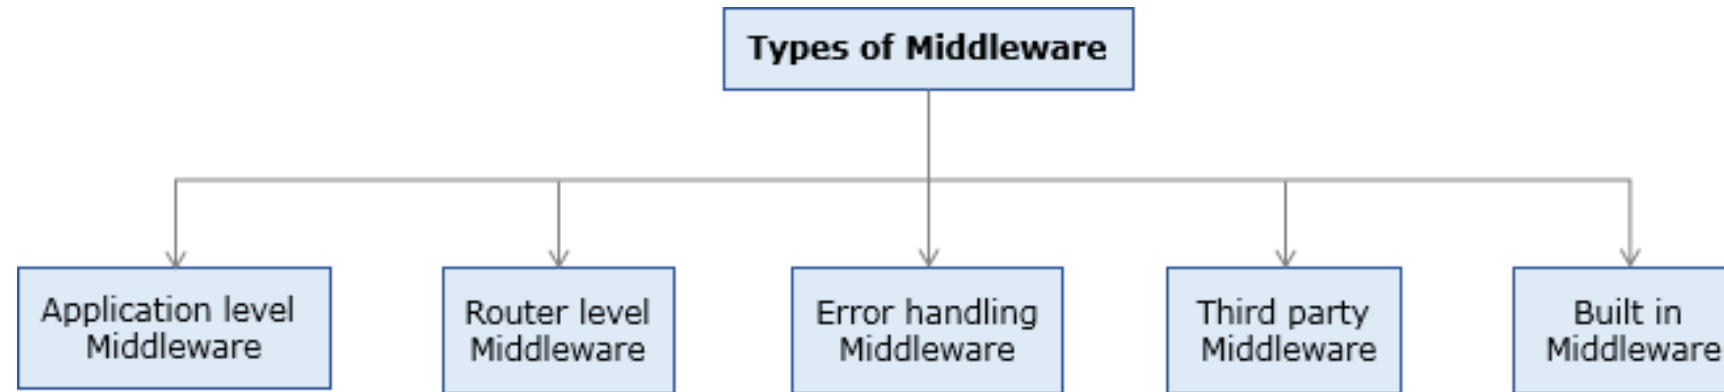 Types of Middleware
Application level
Middleware
Router level
Middleware
Error handling
Middleware
Third party
Middleware
Built in
Middleware